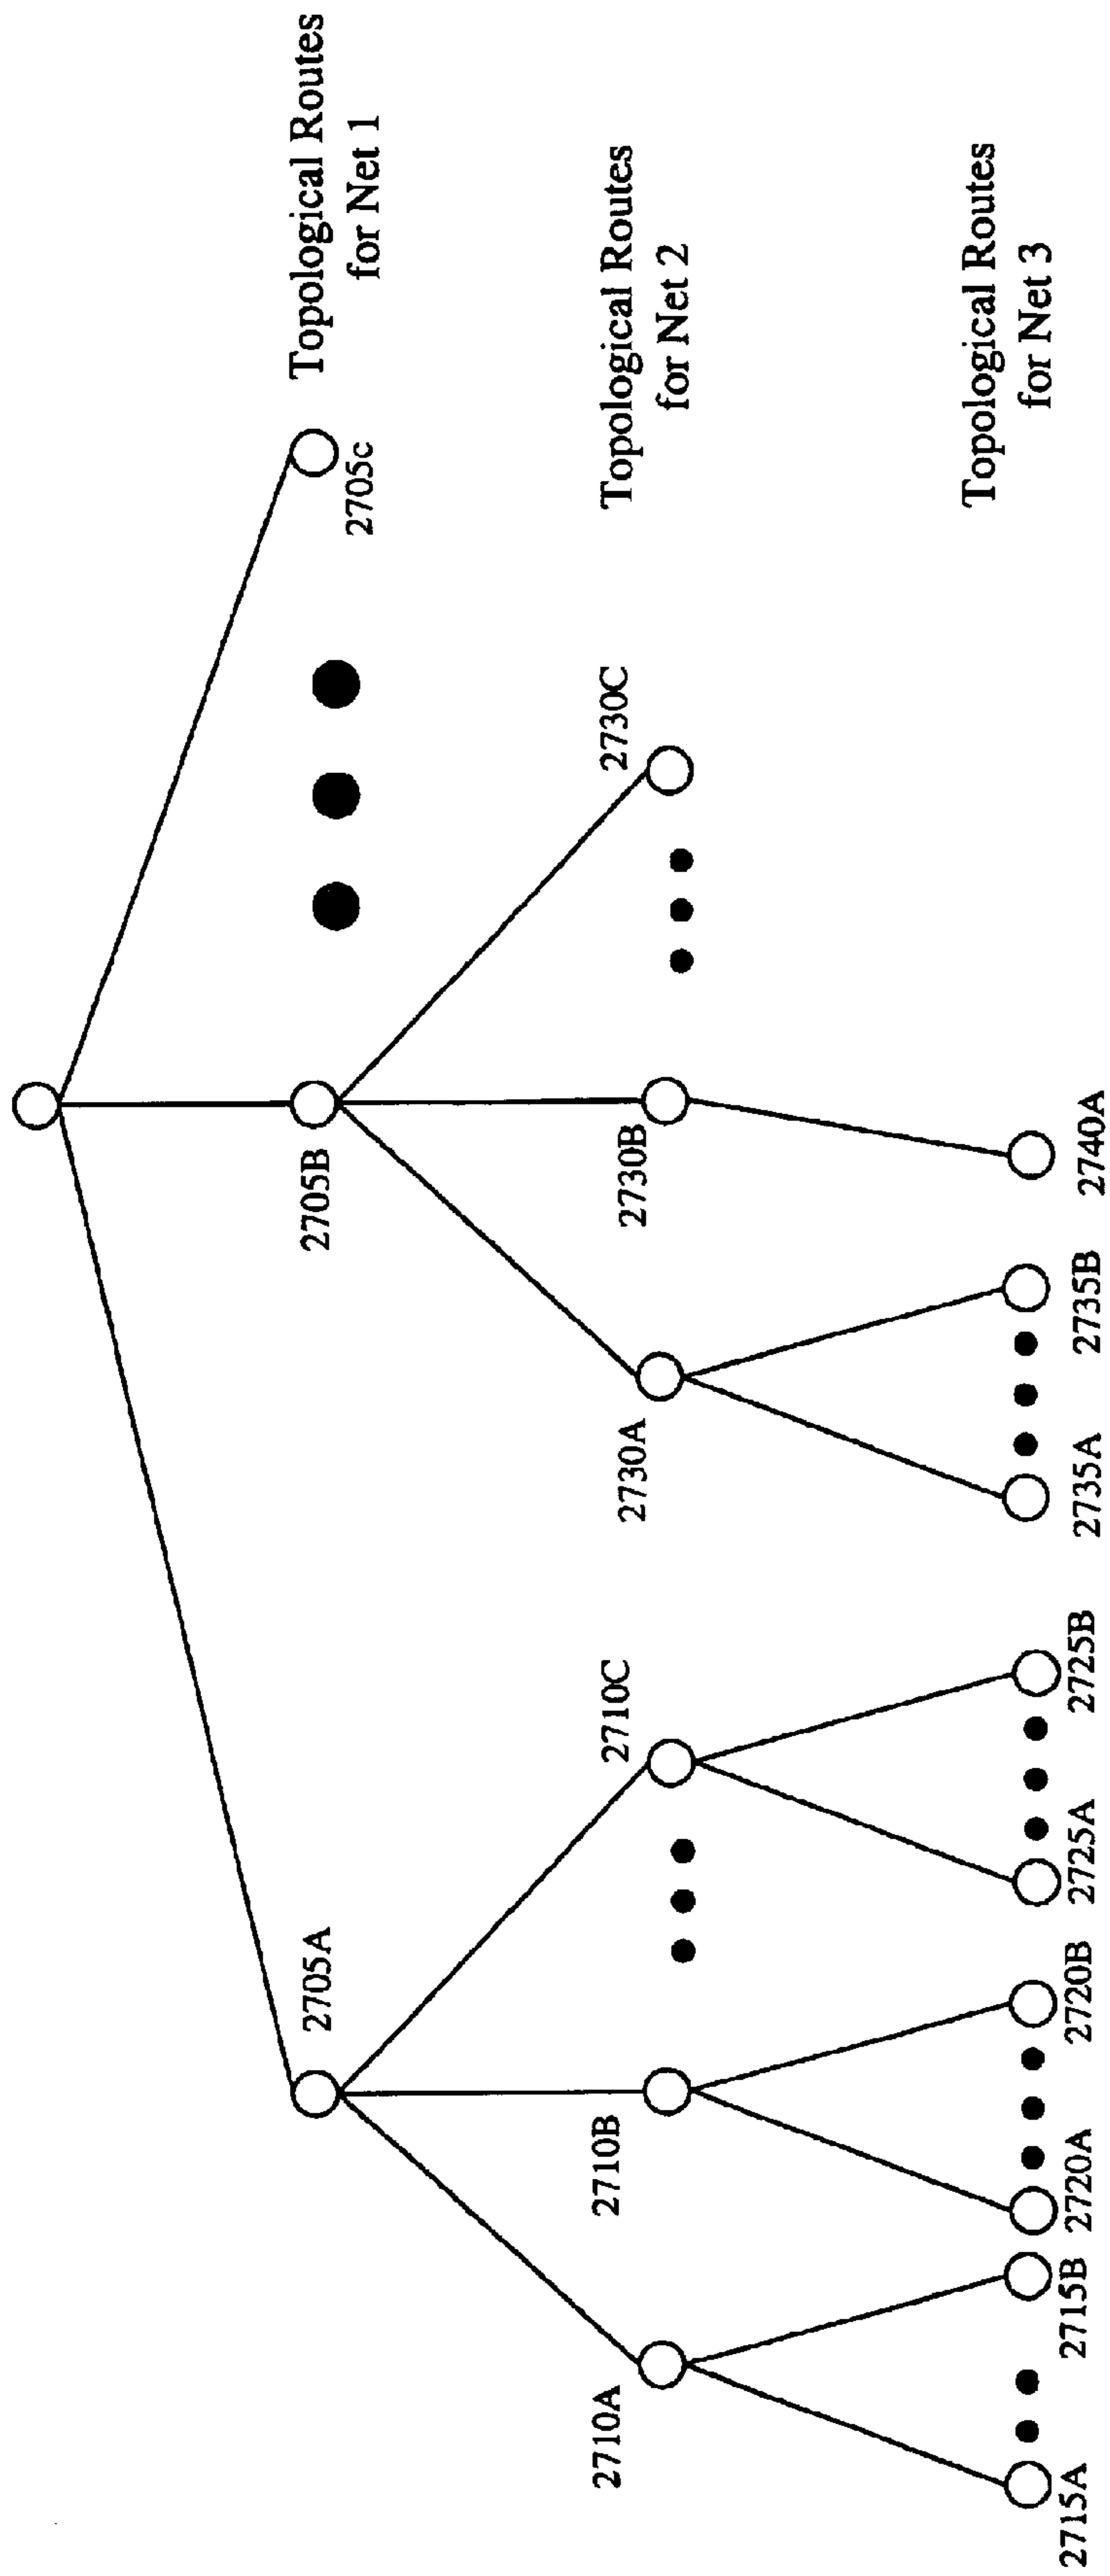 2705A
2705B
2705c
Topological Routes
for Net 1
2710A
2710B
2710C
2730A
2730B
2730C
Topological Routes
for Net 2
2715A
2715B
2720A
2720B
2725A
2725B
2735A
2735B
2740A
Topological Routes
for Net 3